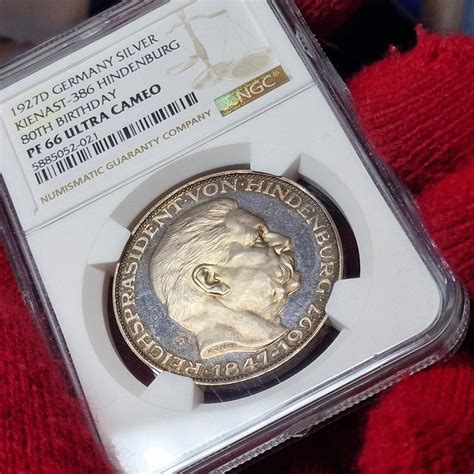 1927D GERMANY SILVER
KIENAST-386 HINDENBURG
80TH BIRTHDAY
PF 66 ULTRA CAMEO
5885052-021
NUMISMATIC GUARANTY COMPANY
NGC
REICHSPRÄSIDENT·VON·HINDENBURG
·1847-1927·